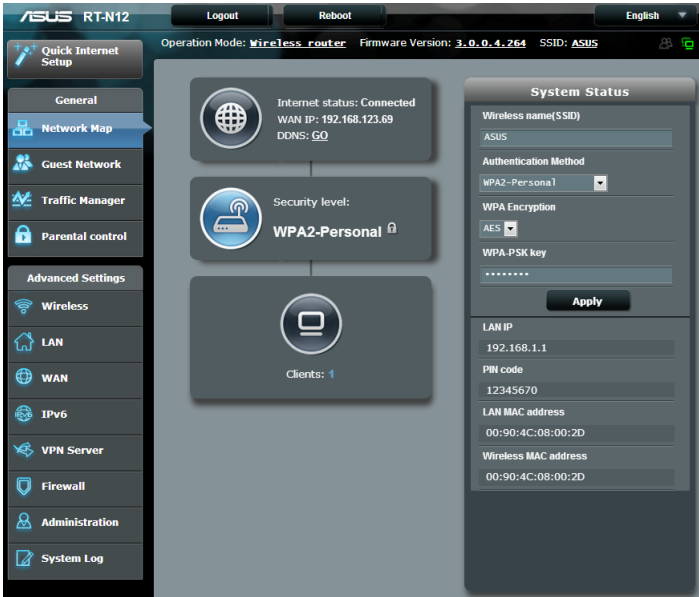 ASUS RT-N12
Logout
Reboot
English
Quick Internet
Setup
Operation Mode: Wireless router Firmware Version: 3.0.0.4.264 SSID: ASUS
General
Network Map
Guest Network
Traffic Manager
Parental control
Advanced Settings
Wireless
LAN
WAN
IPv6
IPv6
VPN Server
Firewall
Administration
System Log
Internet status: Connected
WAN IP: 192.168.123.69
DDNS: GO
Security level:
WPA2-Personal
Clients: 1
System Status
Wireless name(SSID)
ASUS
Authentication Method
WPA2-Personal
WPA Encryption
AES
WPA-PSK key
••••••••
Apply
LAN IP
192.168.1.1
PIN code
12345670
LAN MAC address
00:90:4C:08:00:2D
Wireless MAC address
00:90:4C:08:00:2D